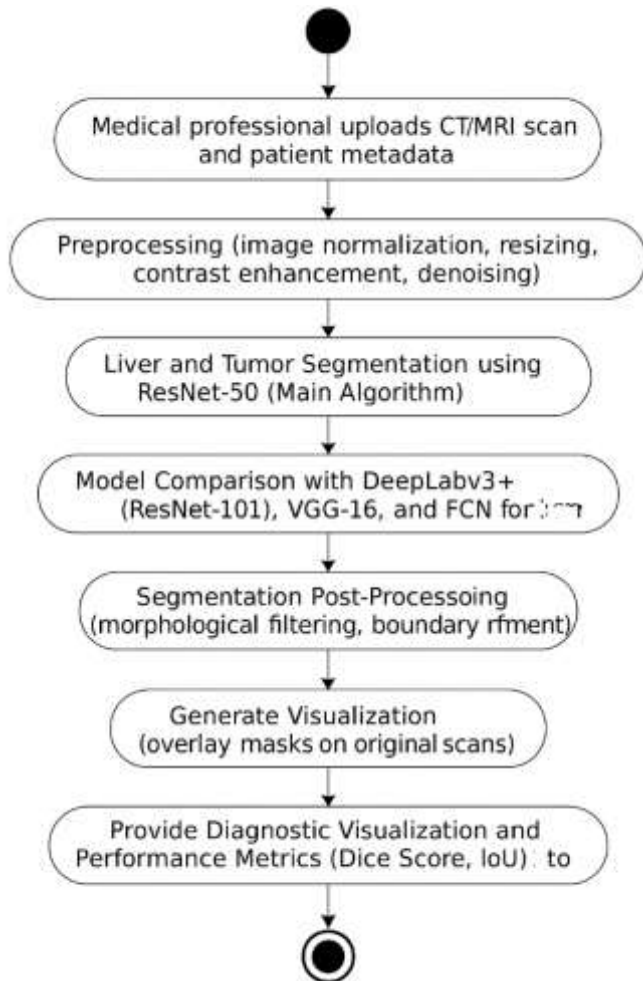 Medical professional uploads CT/MRI scan
and patient metadata
Preprocessing (image normalization, resizing,
contrast enhancement, denoising)
Liver and Tumor Segmentation using
ResNet-50 (Main Algorithm)
Model Comparison with DeepLabv3+
(ResNet-101), VGG-16, and FCN for
Segmentation Post-Processoing
(morphological filtering, boundary rfment)
Generate Visualization
(overlay masks on original scans)
Provide Diagnostic Visualization and
Performance Metrics (Dice Score, IoU) to